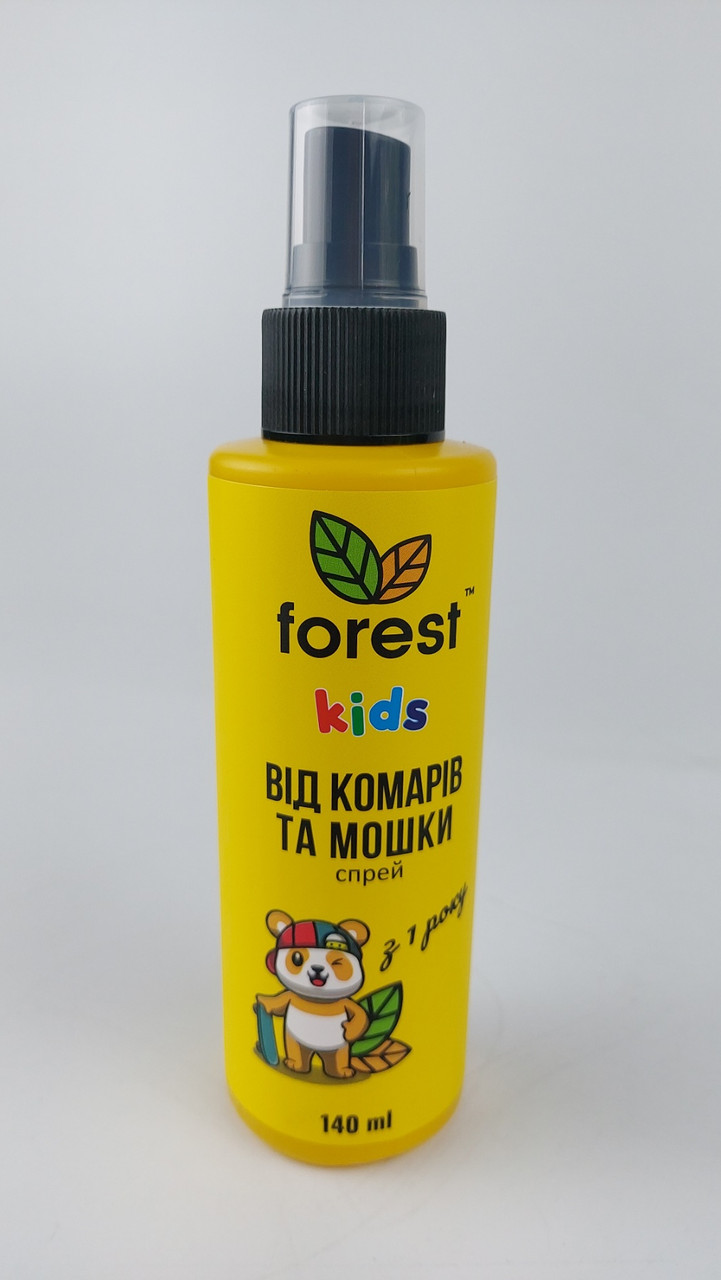 forest™
kids
ВІД КОМАРІВ
ТА МОШКИ
спрей
з 1 року
140 ml